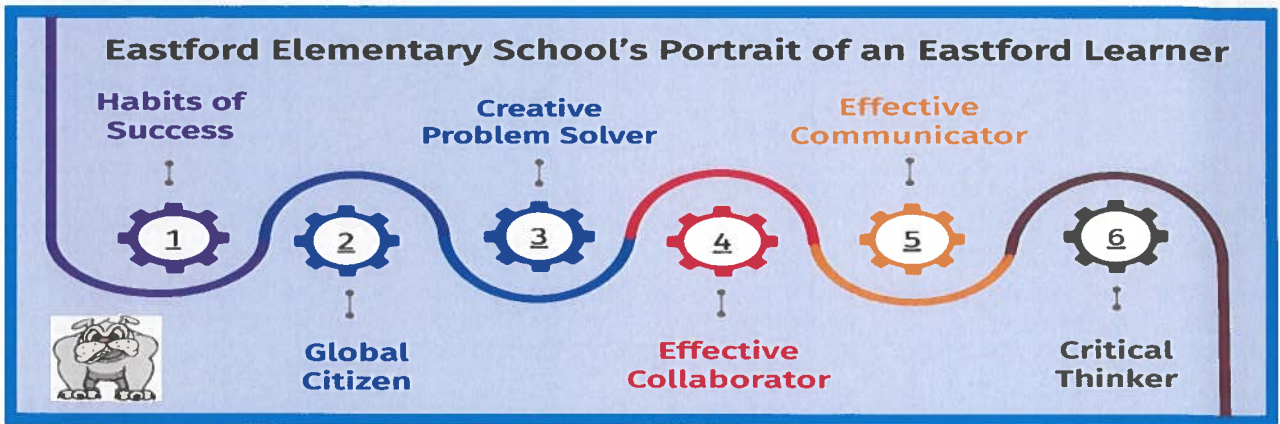 Eastford Elementary School's Portrait of an Eastford Learner
Habits of
Success
1
2
Global
Citizen
Creative
Problem Solver
3
4
Effective
Collaborator
Effective
Communicator
5
6
Critical
Thinker